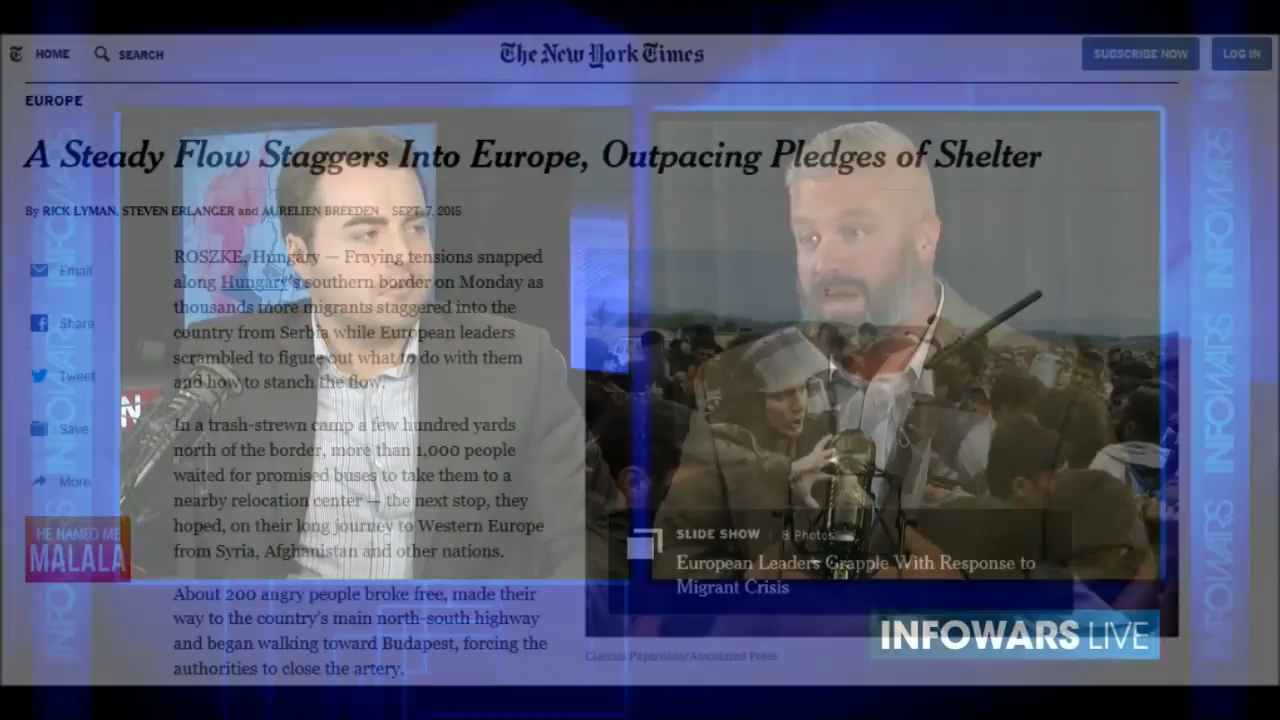 HOME
SEARCH
The New York Times
SUBSCRIBE NOW
LOG IN
EUROPE
A Steady Flow Staggers Into Europe, Outpacing Pledges of Shelter
By RICK LYMAN, STEVEN ERLANGER and AURELIEN BREEDEN SEPT. 7, 2015
Email
Share
Tweet
Save
More
ROSZKE, Hungary — Fraying tensions snapped
along Hungary's southern border on Monday as
thousands more migrants staggered into the
country from Serbia while European leaders
scrambled to figure out what to do with them
and how to stanch the flow.
In a trash-strewn camp a few hundred yards
north of the border, more than 1,000 people
waited for promised buses to take them to a
nearby relocation center — the next stop, they
hoped, on their long journey to Western Europe
from Syria, Afghanistan and other nations.
About 200 angry people broke free, made their
way to the country's main north-south highway
and began walking toward Budapest, forcing the
authorities to close the artery.
HE NAMED ME
MALALA
N
SLIDE SHOW | 8 Photos
European Leaders Grapple With Response to
Migrant Crisis
INFOWARS LIVE
INFOWARS
INFOWARS
INFOWARS
INFOWARS
INFOWARS
INFOWARS